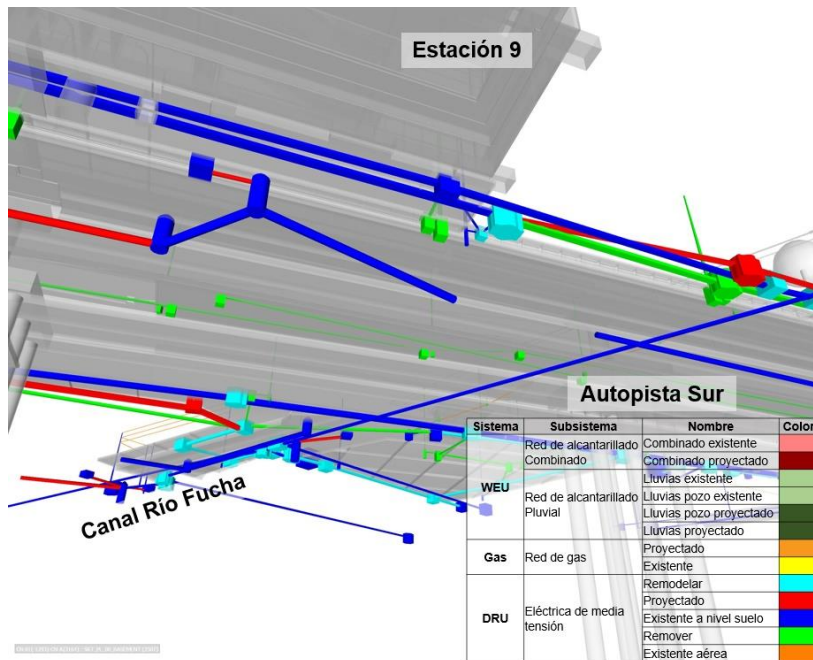 Estación 9
Autopista Sur
Canal Río Fucha
Sistema Subsistema Nombre Color
WEU
Red de alcantarillado Combinado
Combinado existente
Combinado proyectado
Red de alcantarillado Pluvial
Lluvias existente
Lluvias pozo existente
Lluvias pozo proyectado
Lluvias proyectado
Gas Red de gas
Proyectado
Existente
DRU Eléctrica de media tensión
Remodelar
Proyectado
Existente a nivel suelo
Remover
Existente aérea